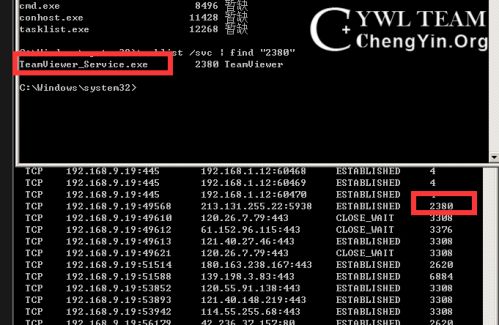 cmd.exe 8496 暂缺
conhost.exe 11428 暂缺
tasklist.exe 12268 暂缺
YWL TEAM
ChengYin.Org
/svc | find "2380"
TeamViewer_Service.exe 2380 TeamViewer
C:\Windows\system32>
TCP 192.168.9.19:445 192.168.1.12:60468 ESTABLISHED 4
TCP 192.168.9.19:445 192.168.1.12:60469 ESTABLISHED 4
TCP 192.168.9.19:445 192.168.1.12:60470 ESTABLISHED
TCP 192.168.9.19:49568 213.131.255.22:5938 ESTABLISHED 2380
TCP 192.168.9.19:49610 120.26.7.79:443 CLOSE_WAIT 3308
TCP 192.168.9.19:49612 61.152.96.115:443 CLOSE_WAIT 3376
TCP 192.168.9.19:49613 121.40.27.46:443 CLOSE_WAIT 3308
TCP 192.168.9.19:49621 120.26.7.79:443 CLOSE_WAIT 3308
TCP 192.168.9.19:51514 180.163.238.167:443 ESTABLISHED 2620
TCP 192.168.9.19:51588 139.198.3.83:443 ESTABLISHED 6884
TCP 192.168.9.19:53852 120.55.91.138:443 ESTABLISHED 2620
TCP 192.168.9.19:53893 121.40.148.219:443 ESTABLISHED 2620
TCP 192.168.9.19:53942 114.55.255.68:443 ESTABLISHED 2620
TCP 192.168.9.19:56179 42.236.37.157:80 ESTABLISHED 2620